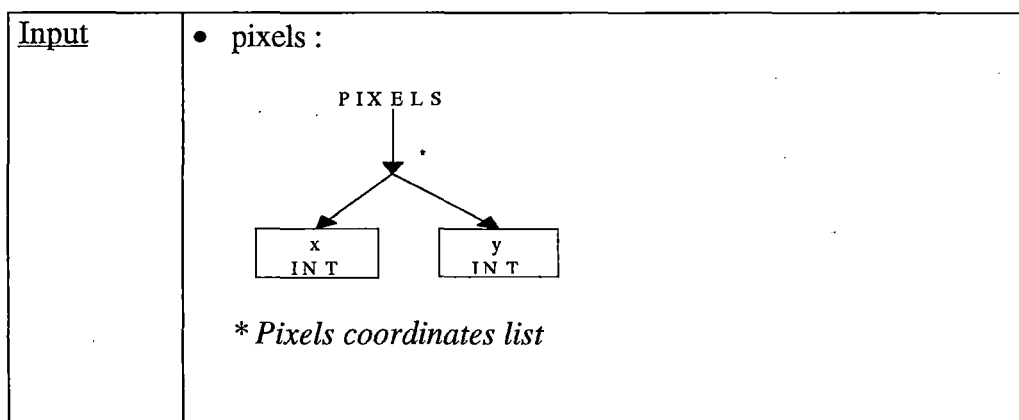 Input
• pixels :
PIXELS
*
x
INT
y
INT
* Pixels coordinates list